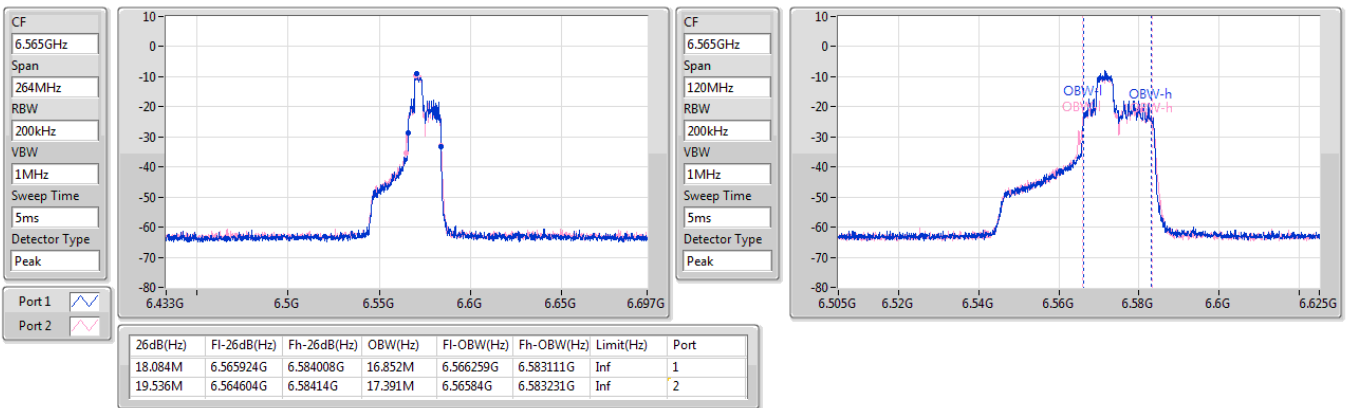 CF
6.565GHz
Span
264MHz
RBW
200kHz
VBW
1MHz
Sweep Time
5ms
Detector Type
Peak
Port 1
Port 2
10
0
-10
-20
-30
-40
-50
-60
-70
-80
6.433G 6.5G 6.55G 6.6G 6.65G 6.697G
CF
6.565GHz
Span
120MHz
RBW
200kHz
VBW
1MHz
Sweep Time
5ms
Detector Type
Peak
10
0
-10
-20
-30
-40
-50
-60
-70
-80
OBW-l OBW-h
OBW-l OBW-h
6.505G 6.52G 6.54G 6.56G 6.58G 6.6G 6.625G
26dB(Hz) Fl-26dB(Hz) Fh-26dB(Hz) OBW(Hz) Fl-OBW(Hz) Fh-OBW(Hz) Limit(Hz) Port
18.084M 6.565924G 6.584008G 16.852M 6.566259G 6.583111G Inf 1
19.536M 6.564604G 6.58414G 17.391M 6.56584G 6.583231G Inf 2